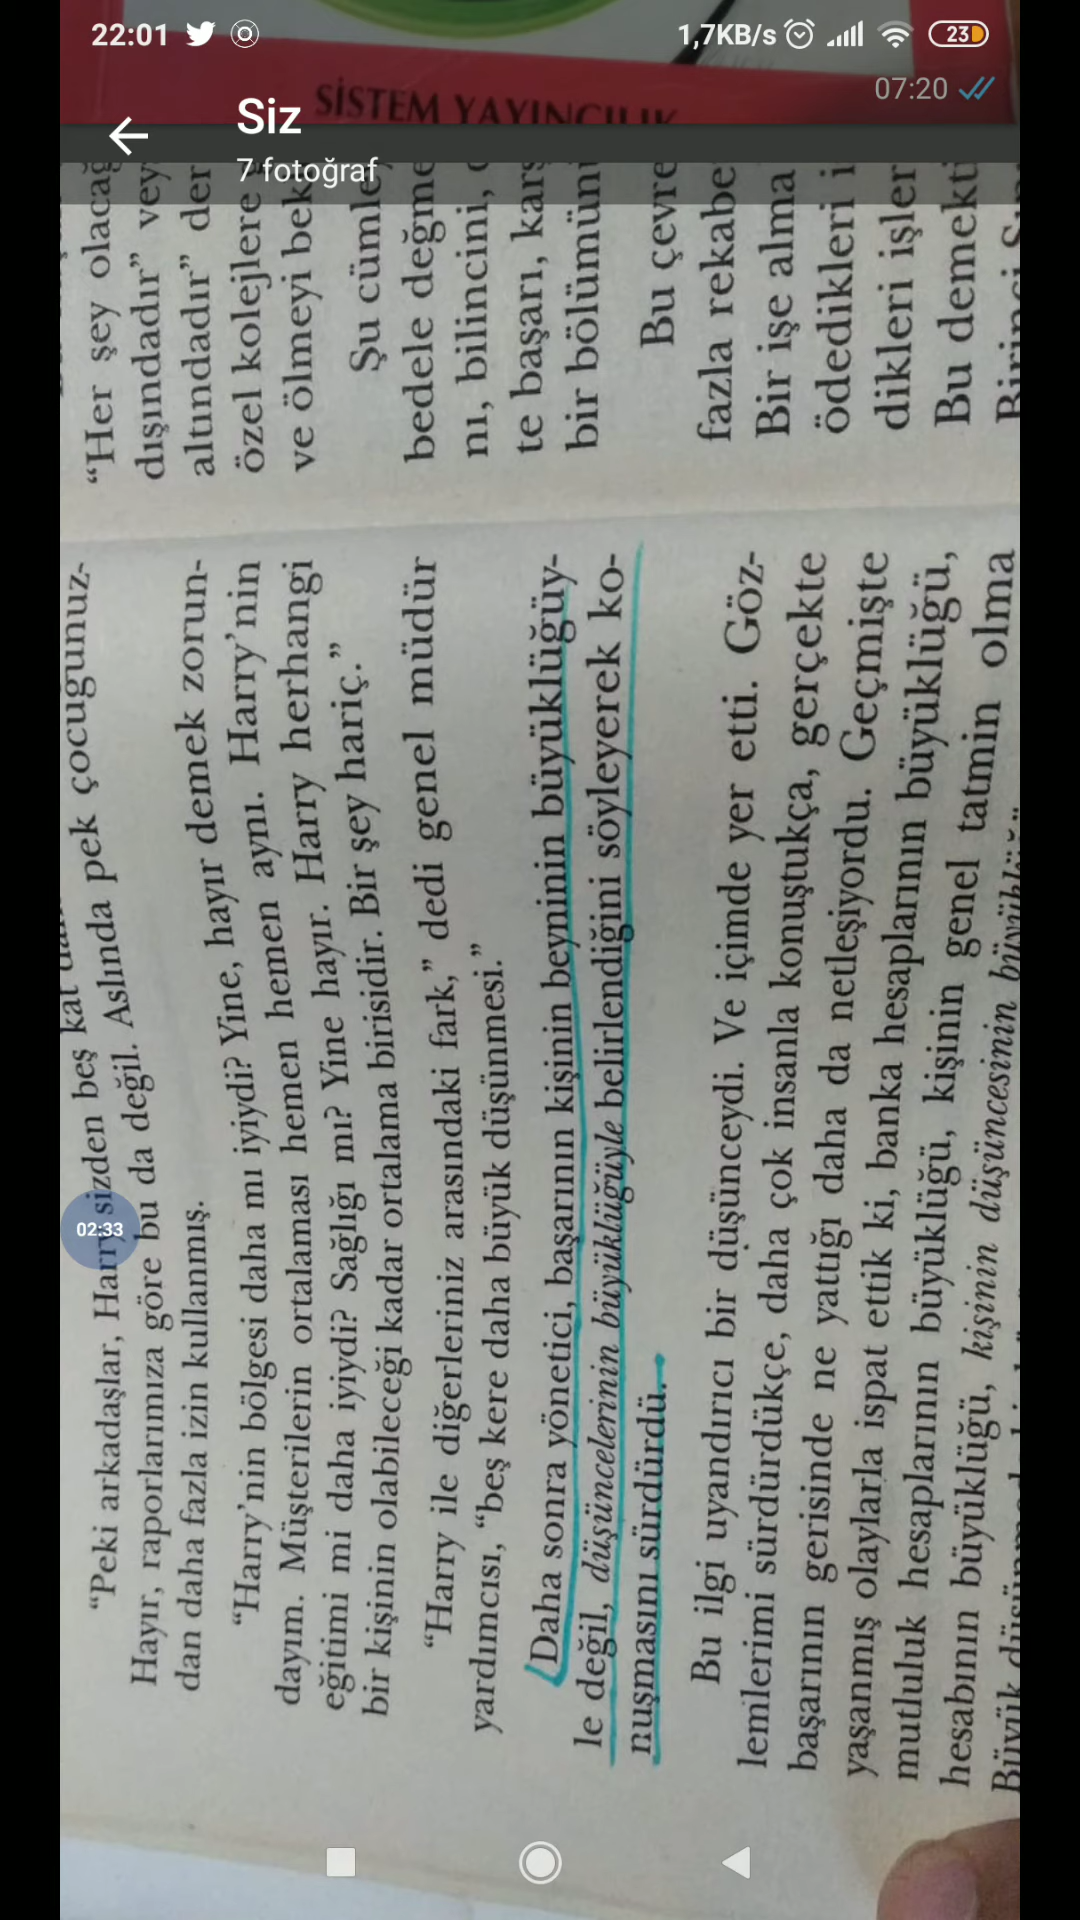 22:01
1,7KB/s
23
07:20
Siz
7 fotoğraf
SİSTEM YAYINCILIK
02:33
çocuğunuz-
“Peki arkadaşlar, Harry sizden beş kat
Hayır, raporlarımıza göre bu da değil. Aslında pek
dan daha fazla izin kullanmış.
“Harry’nin bölgesi daha mı iyiydi? Yine, hayır demek zorun-
dayım. Müşterilerin ortalaması hemen hemen aynı. Harry’nin
eğitimi mi daha iyiydi? Sağlığı mı? Yine hayır. Harry herhangi
bir kişinin olabileceği kadar ortalama birisidir. Bir şey hariç.”
“Harry ile diğerleriniz arasındaki fark,” dedi genel müdür
yardımcısı, “beş kere daha büyük düşünmesi.”
Daha sonra yönetici, başarının kişinin beyninin büyüklüğüy-
le değil, düşüncelerinin büyüklüğüyle belirlendiğini söyleyerek ko-
nuşmasını sürdürdü.
Bu ilgi uyandırıcı bir düşünceydi. Ve içimde yer etti. Göz-
lemlerimi sürdürdükçe, daha çok insanla konuştukça, gerçekte
başarının gerisinde ne yattığı daha da netleşiyordu. Geçmişte
yaşanmış olaylarla ispat ettik ki, banka hesaplarının büyüklüğü,
mutluluk hesaplarının büyüklüğü, kişinin genel tatmin olma
hesabının büyüklüğü, kişinin düşüncesinin büyüklüğü
Büyük
“Her şey olacağ
dışındadır” vey
altındadır” der
özel kolejlere
ve ölmeyi bek
Şu cümle
bedele değme
nı, bilincini,
te başarı, karş
bir bölümün
Bu çevre
fazla rekabe
Bir işe alma
ödedikleri i
dikleri işler
Bu demekti
Birinci